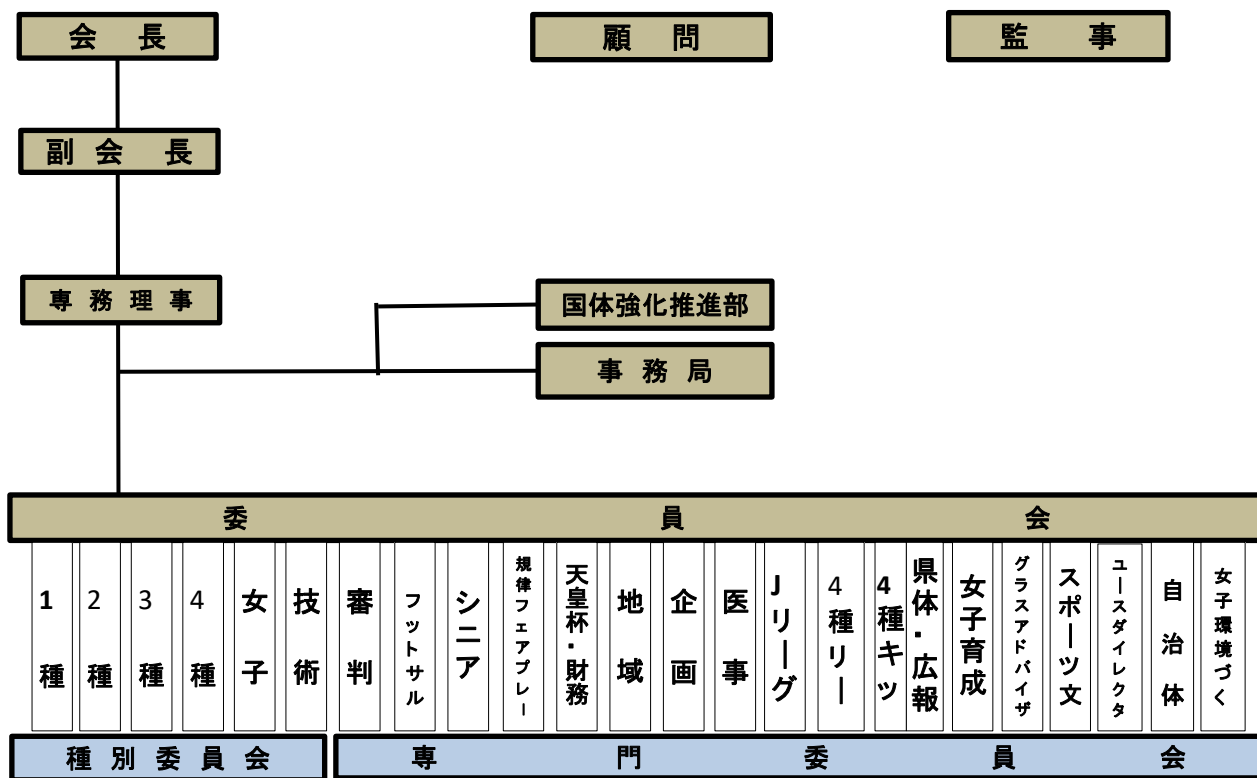 会長
顧問
監事
副会長
専務理事
国体強化推進部
事務局
委員会
1種
2種
3種
4種
女子
技術
審判
フットサル
シニア
規律フェアプレー
天皇杯・財務
地域
企画
医事
Jリーグ
4種リー
4種キッ
県体・広報
女子育成
グラスアドバイザ
スポーツ文
ユースダイレクタ
自治体
女子環境づく
種別委員会
専門委員会